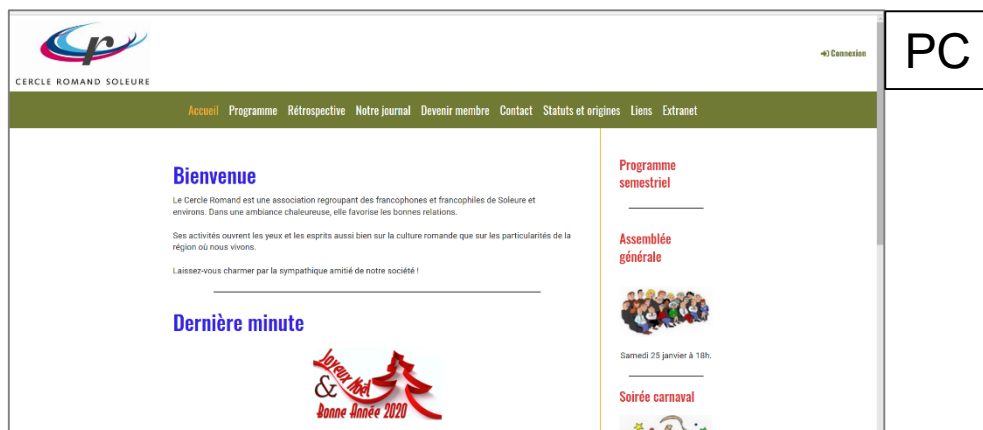 CERCLE ROMAND SOLEURE
Connexion
PC
Accueil Programme Rétrospective Notre journal Devenir membre Contact Statuts et origines Liens Extranet
Bienvenue
Le Cercle Romand est une association regroupant des francophones et francophiles de Soleure et
environs. Dans une ambiance chaleureuse, elle favorise les bonnes relations.
Ses activités ouvrent les yeux et les esprits aussi bien sur la culture romande que sur les particularités de la
région où nous vivons.
Laissez-vous charmer par la sympathique amitié de notre société !
Dernière minute
Joyeux Noël
&
Bonne Année 2020
Programme
semestriel
Assemblée
générale
Samedi 25 janvier à 18h.
Soirée carnaval